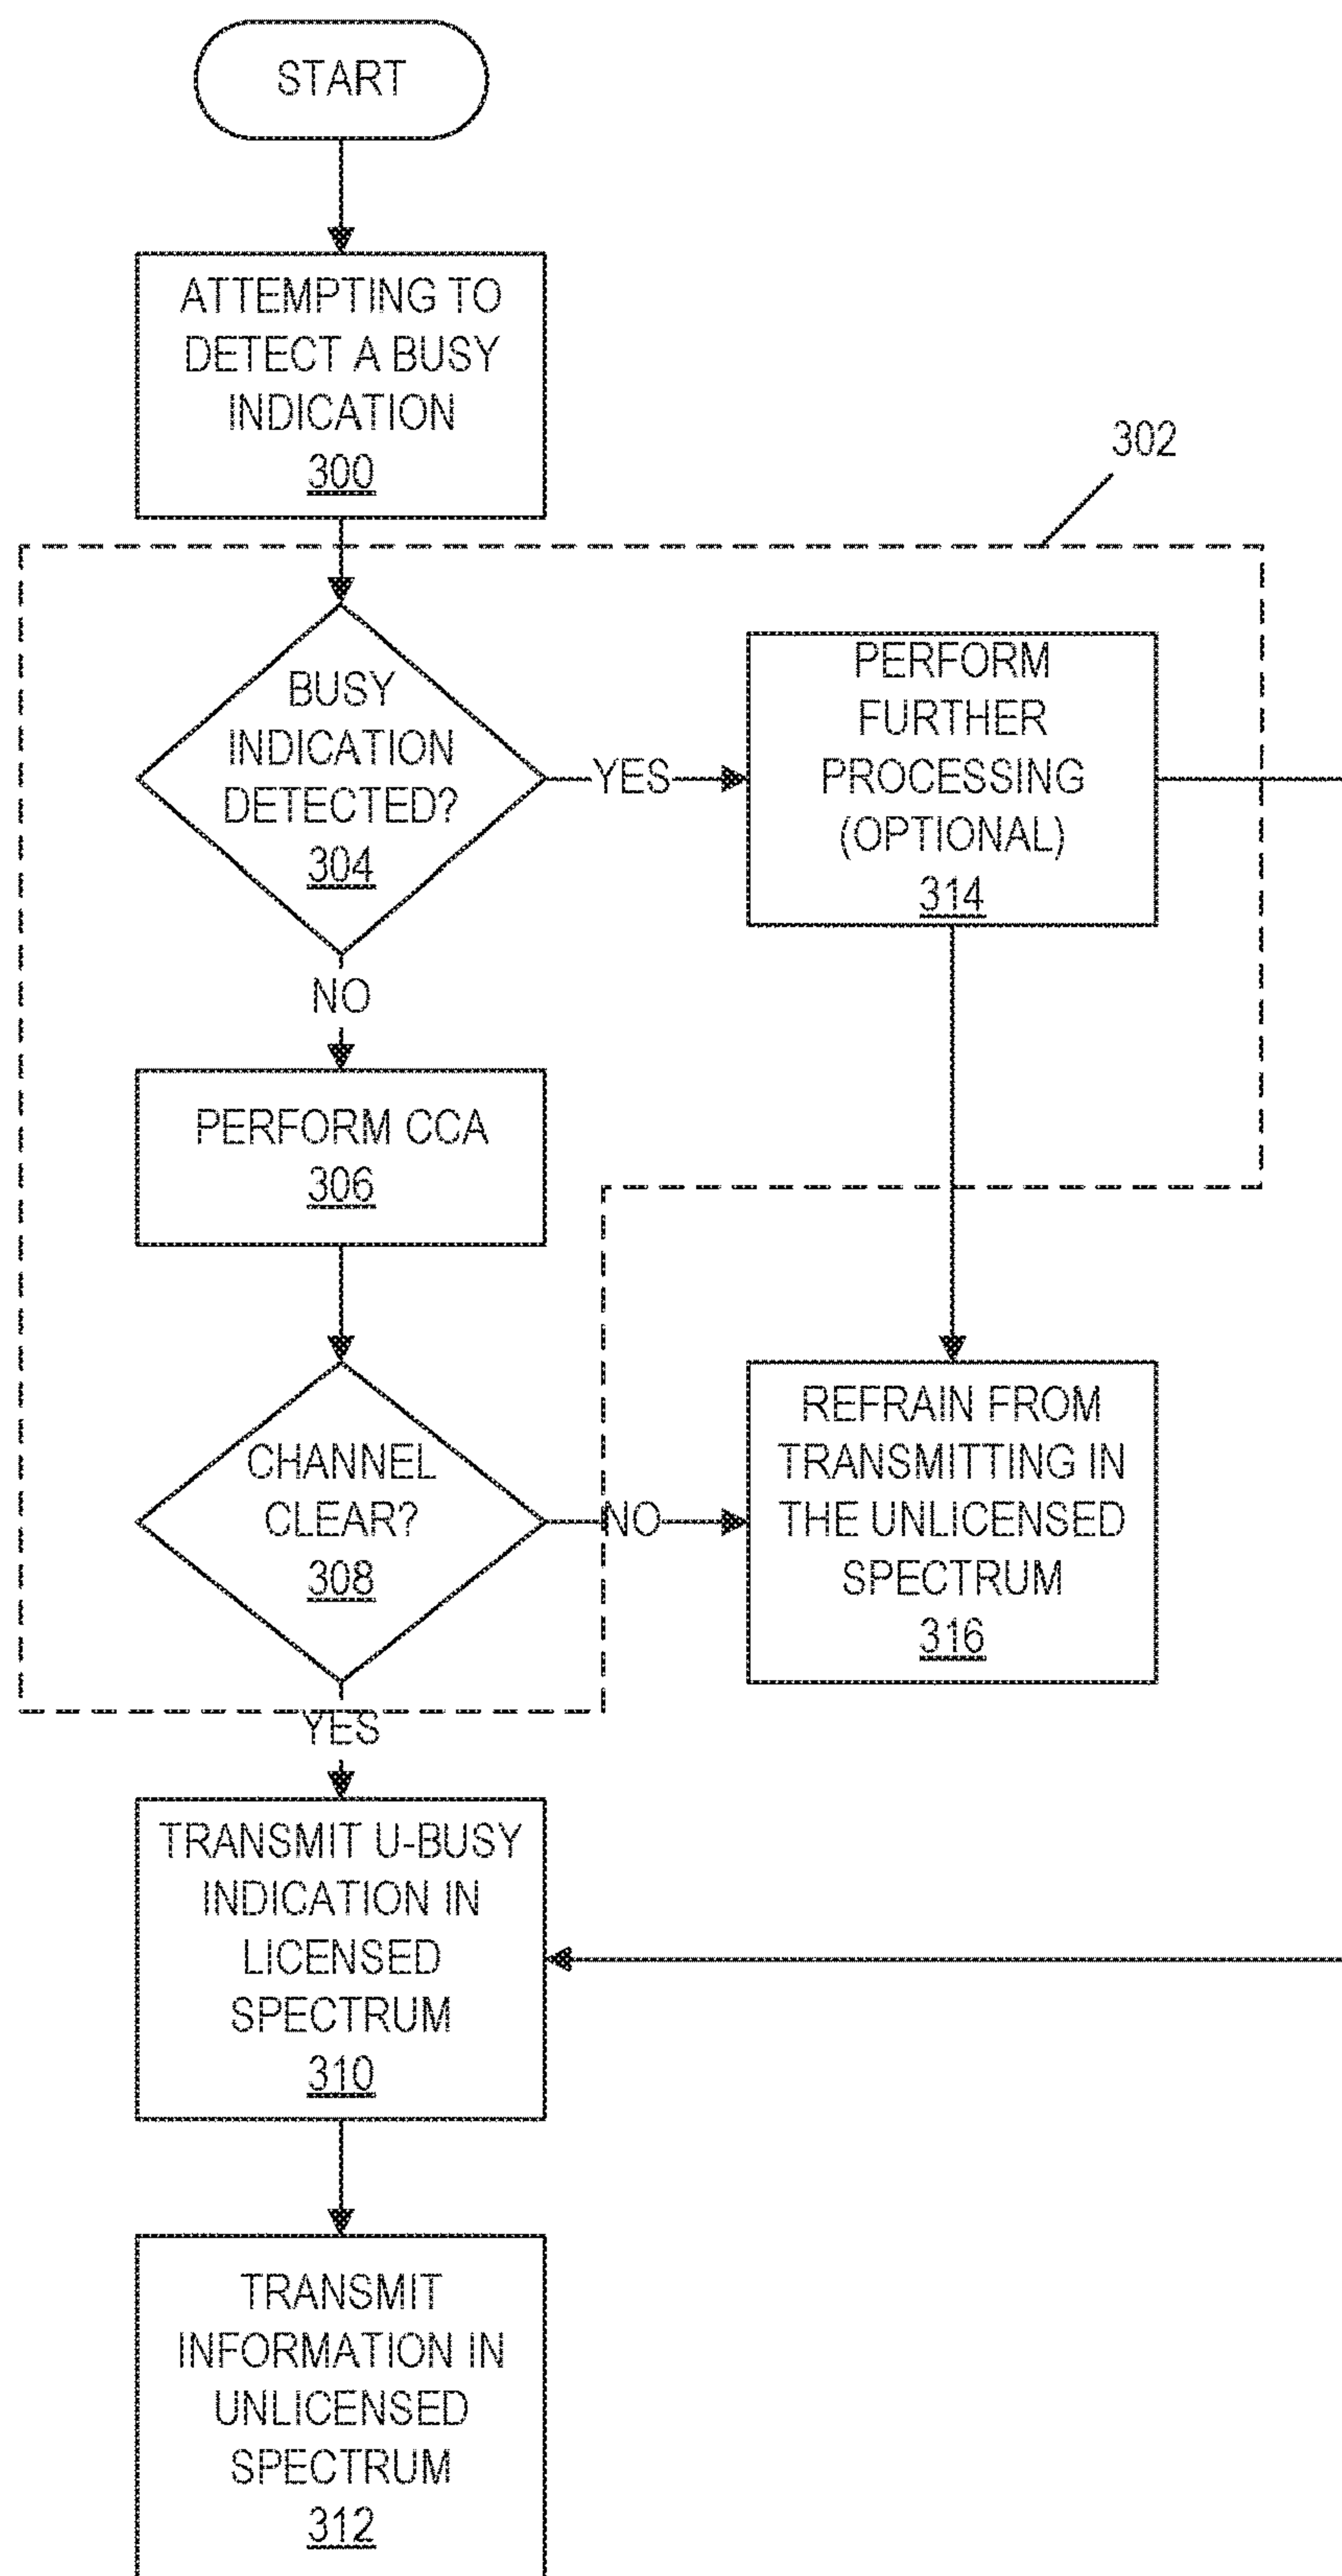 START
ATTEMPTING TO
DETECT A BUSY
INDICATION
300
302
BUSY
INDICATION
DETECTED?
304
YES
PERFORM
FURTHER
PROCESSING
(OPTIONAL)
314
NO
PERFORM CCA
306
CHANNEL
CLEAR?
308
NO
REFRAIN FROM
TRANSMITTING IN
THE UNLICENSED
SPECTRUM
316
YES
TRANSMIT U-BUSY
INDICATION IN
LICENSED
SPECTRUM
310
TRANSMIT
INFORMATION IN
UNLICENSED
SPECTRUM
312